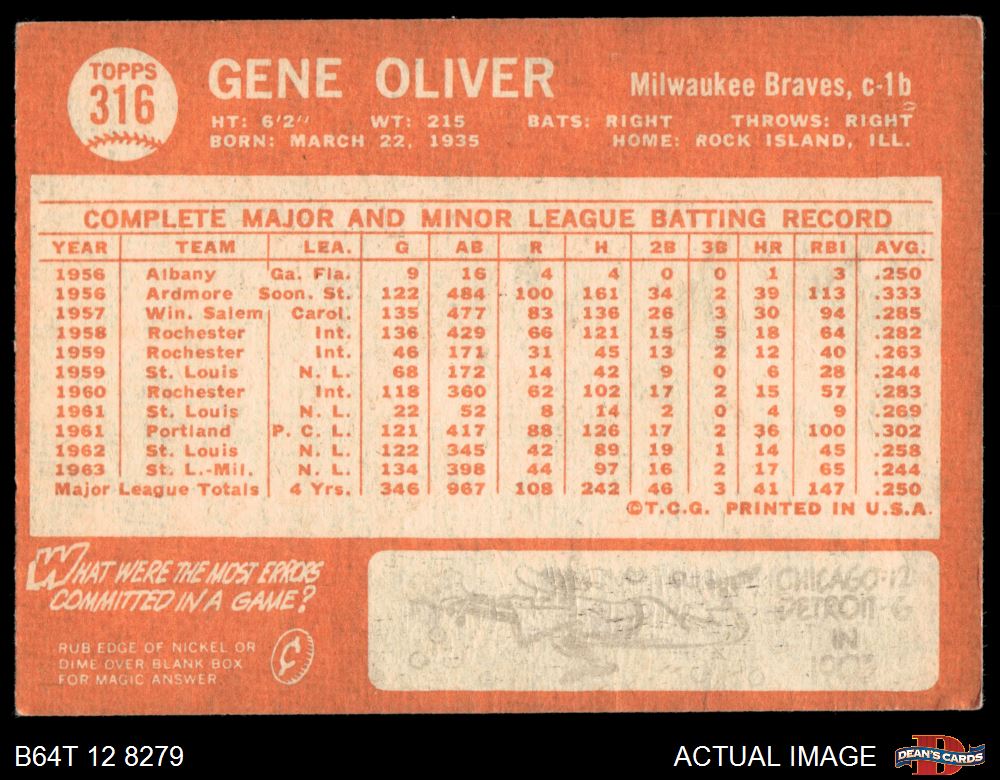 TOPPS
316
GENE OLIVER
Milwaukee Braves, c-1b
HT: 6'2" WT: 215 BATS: RIGHT THROWS: RIGHT
BORN: MARCH 22, 1935 HOME: ROCK ISLAND, ILL.
COMPLETE MAJOR AND MINOR LEAGUE BATTING RECORD
YEAR TEAM LEA. G AB R H 2B 3B HR RBI AVG.
1956 Albany Ga. Fla. 9 16 4 4 0 0 1 3 .250
1956 Ardmore Soon. St. 122 484 100 161 34 2 39 113 .333
1957 Win. Salem Carol. 135 477 83 136 26 3 30 94 .285
1958 Rochester Int. 136 429 66 121 15 5 18 64 .282
1959 Rochester Int. 46 171 31 45 13 2 12 40 .263
1959 St. Louis N. L. 68 172 14 42 9 0 6 28 .244
1960 Rochester Int. 118 360 62 102 17 2 15 57 .283
1961 St. Louis N. L. 22 52 8 14 2 0 4 9 .269
1961 Portland P. C. L. 121 417 88 126 17 2 36 100 .302
1962 St. Louis N. L. 122 345 42 89 19 1 14 45 .258
1963 St. L.-Mil. N. L. 134 398 44 97 16 2 17 65 .244
Major League Totals 4 Yrs. 346 967 108 242 46 3 41 147 .250
©T.C.G. PRINTED IN U.S.A.
WHAT WERE THE MOST ERRORS
COMMITTED IN A GAME?
RUB EDGE OF NICKEL OR
DIME OVER BLANK BOX
FOR MAGIC ANSWER
¢
CHICAGO-12
DETROIT-6
IN
B64T 12 8279
ACTUAL IMAGE
DEAN'S CARDS